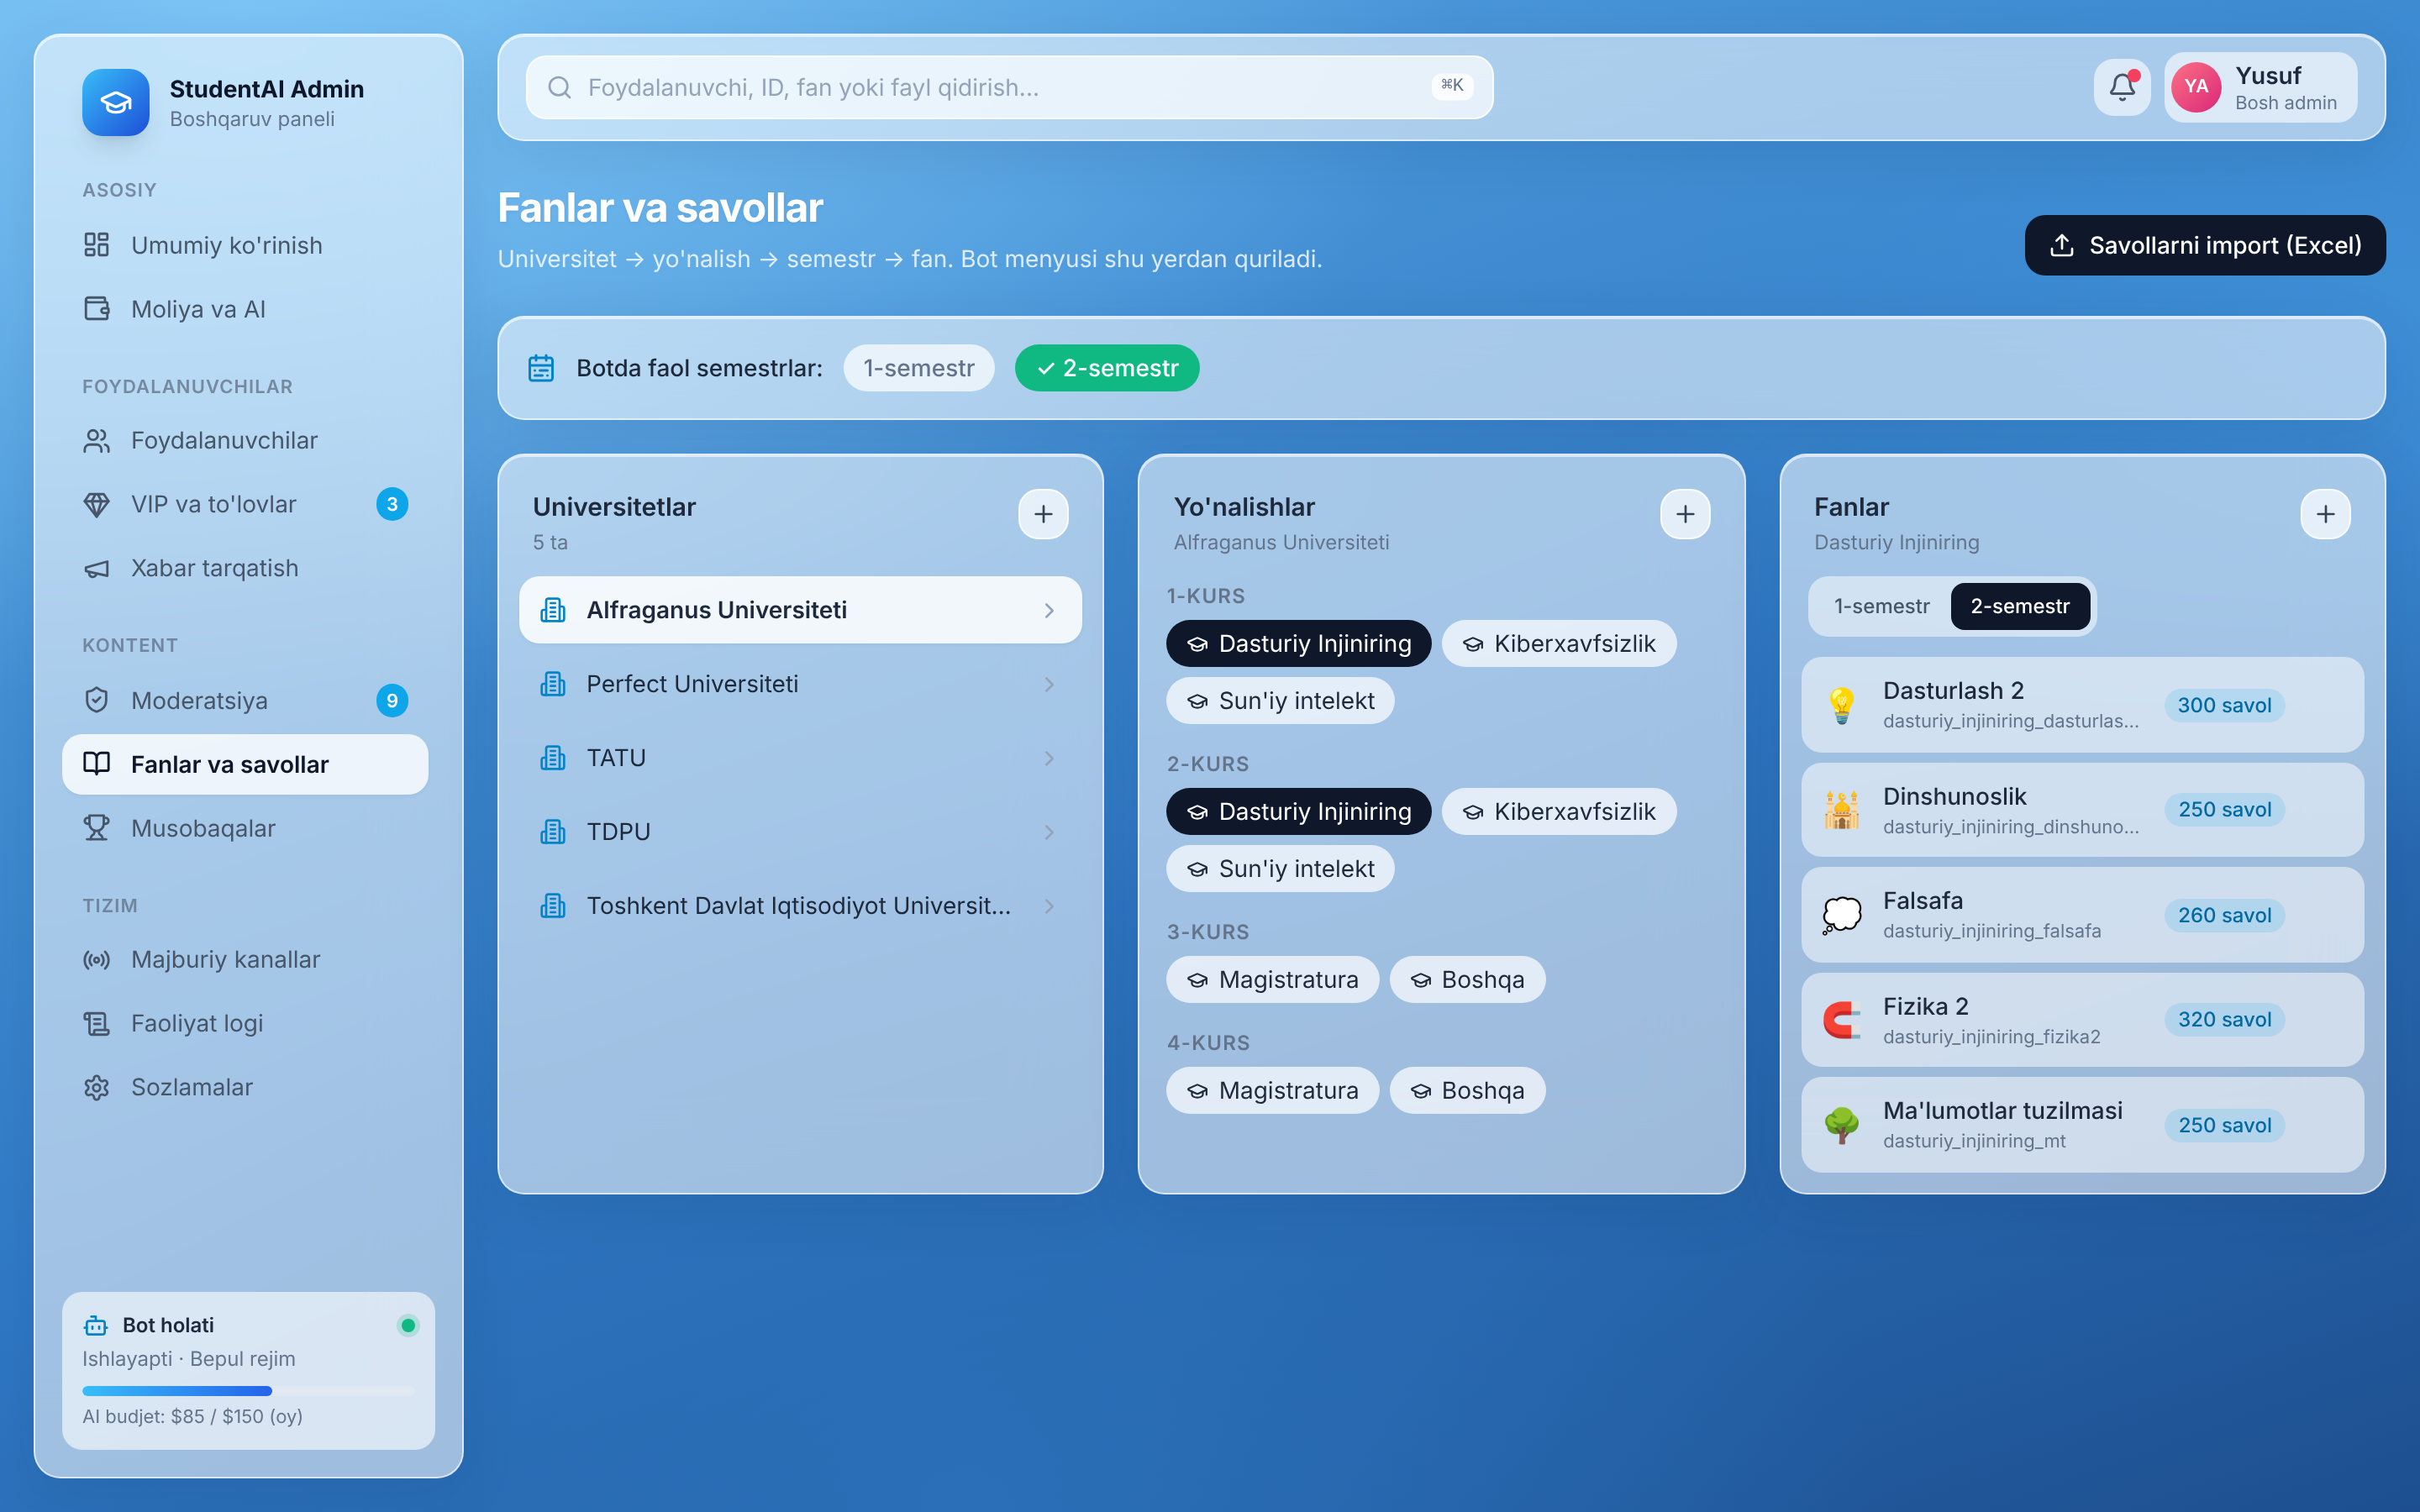 StudentAI Admin
Boshqaruv paneli
ASOSIY
Umumiy ko'rinish
Moliya va AI
FOYDALANUVCHILAR
Foydalanuvchilar
VIP va to'lovlar 3
Xabar tarqatish
KONTENT
Moderatsiya 9
Fanlar va savollar
Musobaqalar
TIZIM
Majburiy kanallar
Faoliyat logi
Sozlamalar
Bot holati
Ishlayapti · Bepul rejim
AI budjet: $85 / $150 (oy)
Foydalanuvchi, ID, fan yoki fayl qidirish... ⌘K
YA
Yusuf
Bosh admin
Fanlar va savollar
Universitet → yo'nalish → semestr → fan. Bot menyusi shu yerdan quriladi.
Savollarni import (Excel)
Botda faol semestrlar: 1-semestr 2-semestr
Universitetlar
5 ta
Alfraganus Universiteti
Perfect Universiteti
TATU
TDPU
Toshkent Davlat Iqtisodiyot Universit...
Yo'nalishlar
Alfraganus Universiteti
1-KURS
Dasturiy Injiniring Kiberxavfsizlik
Sun'iy intelekt
2-KURS
Dasturiy Injiniring Kiberxavfsizlik
Sun'iy intelekt
3-KURS
Magistratura Boshqa
4-KURS
Magistratura Boshqa
Fanlar
Dasturiy Injiniring
1-semestr 2-semestr
Dasturlash 2
dasturiy_injiniring_dasturlas...
300 savol
Dinshunoslik
dasturiy_injiniring_dinshuno...
250 savol
Falsafa
dasturiy_injiniring_falsafa
260 savol
Fizika 2
dasturiy_injiniring_fizika2
320 savol
Ma'lumotlar tuzilmasi
dasturiy_injiniring_mt
250 savol